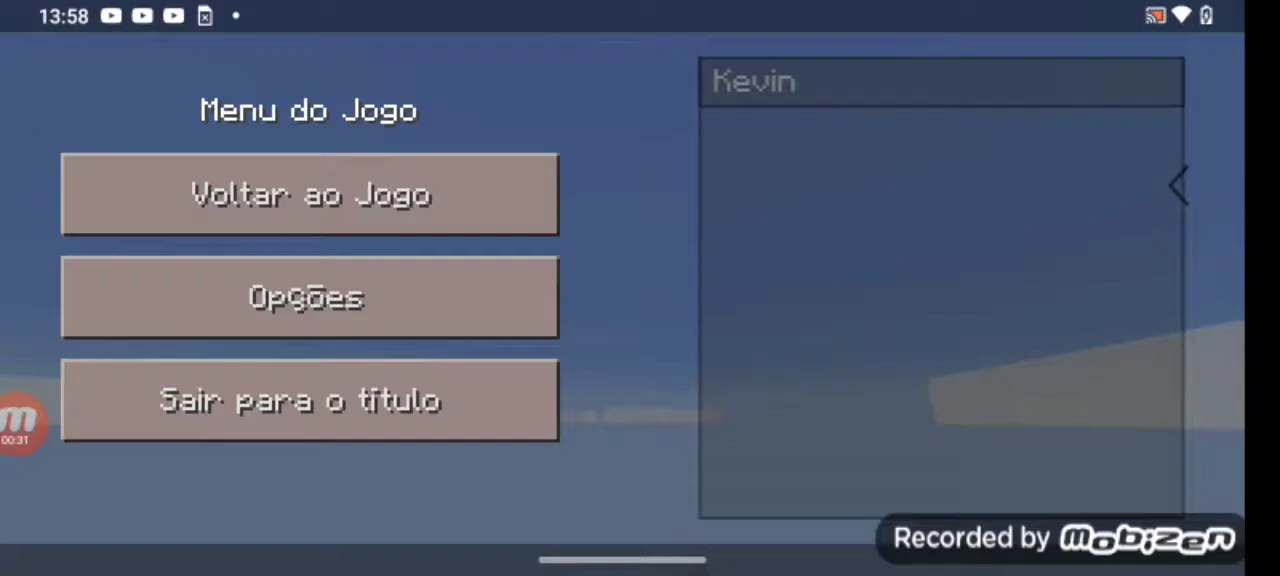 13:58
Kevin
Menu do Jogo
Voltar ao Jogo
Opções
Sair para o título
m
00:31
Recorded by mobizen